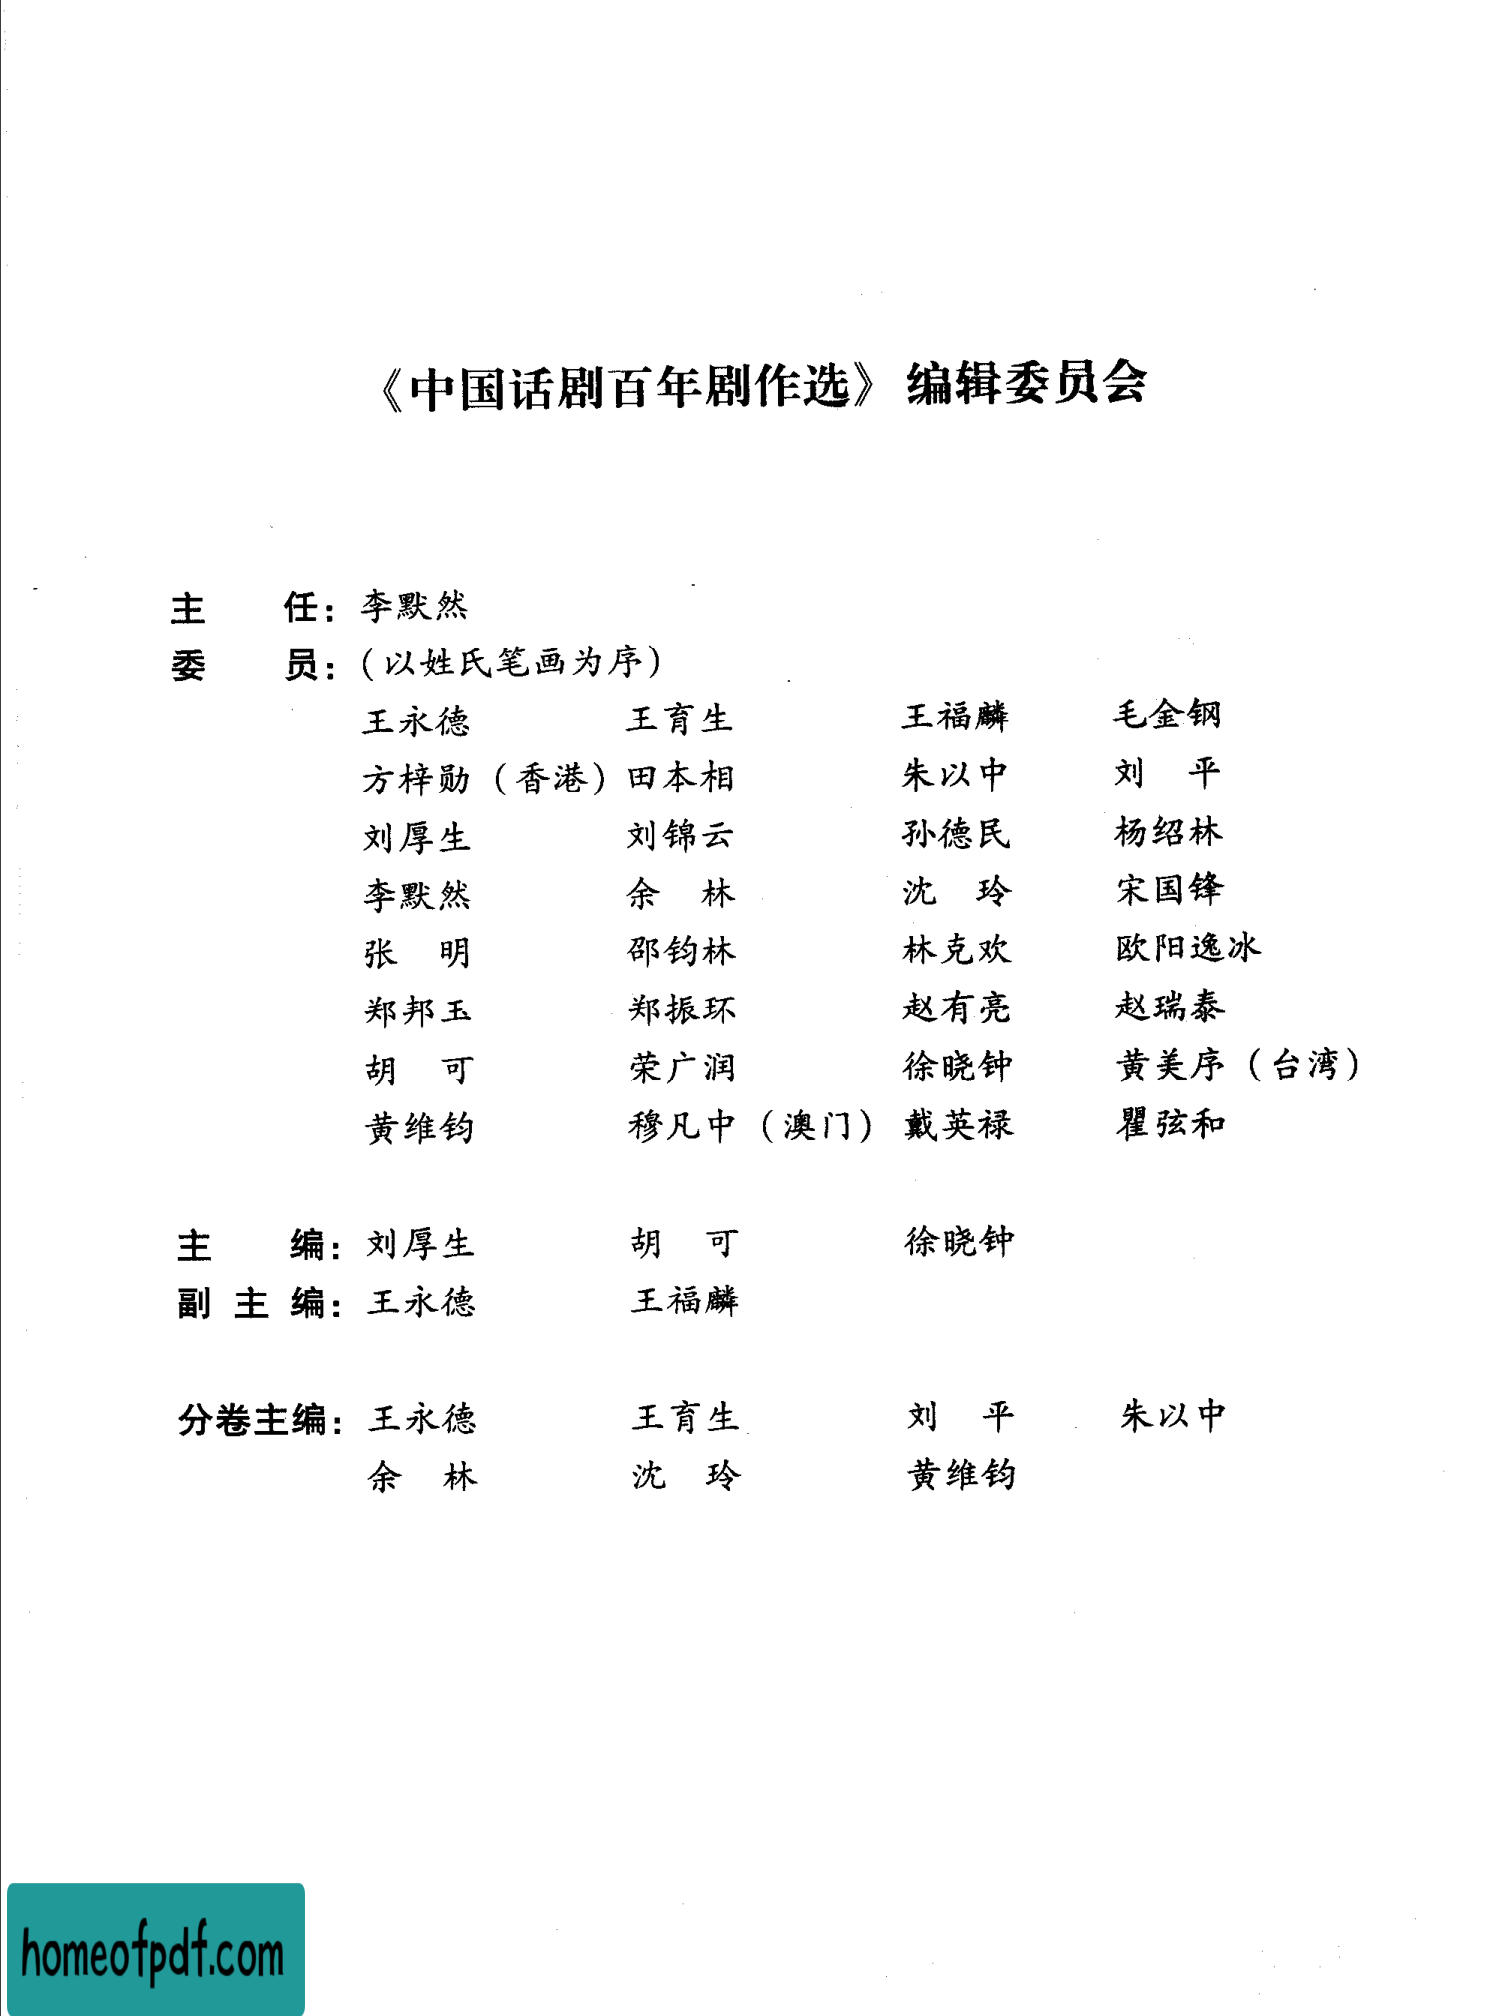 《中国话剧百年剧作选》编辑委员会
主 任：李默然
委 员：（以姓氏笔画为序）
王永德 王育生 王福麟 毛金钢
方梓勋（香港） 田本相 朱以中 刘 平
刘厚生 刘锦云 孙德民 杨绍林
李默然 余 林 沈 玲 宋国锋
张 明 邵钧林 林克欢 欧阳逸冰
郑邦玉 郑振环 赵有亮 赵瑞泰
胡 可 荣广润 徐晓钟 黄美序（台湾）
黄维钧 穆凡中（澳门） 戴英禄 瞿弦和
主 编：刘厚生 胡 可 徐晓钟
副 主 编：王永德 王福麟
分卷主编：王永德 王育生 刘 平 朱以中
余 林 沈 玲 黄维钧
homeofpdf.com